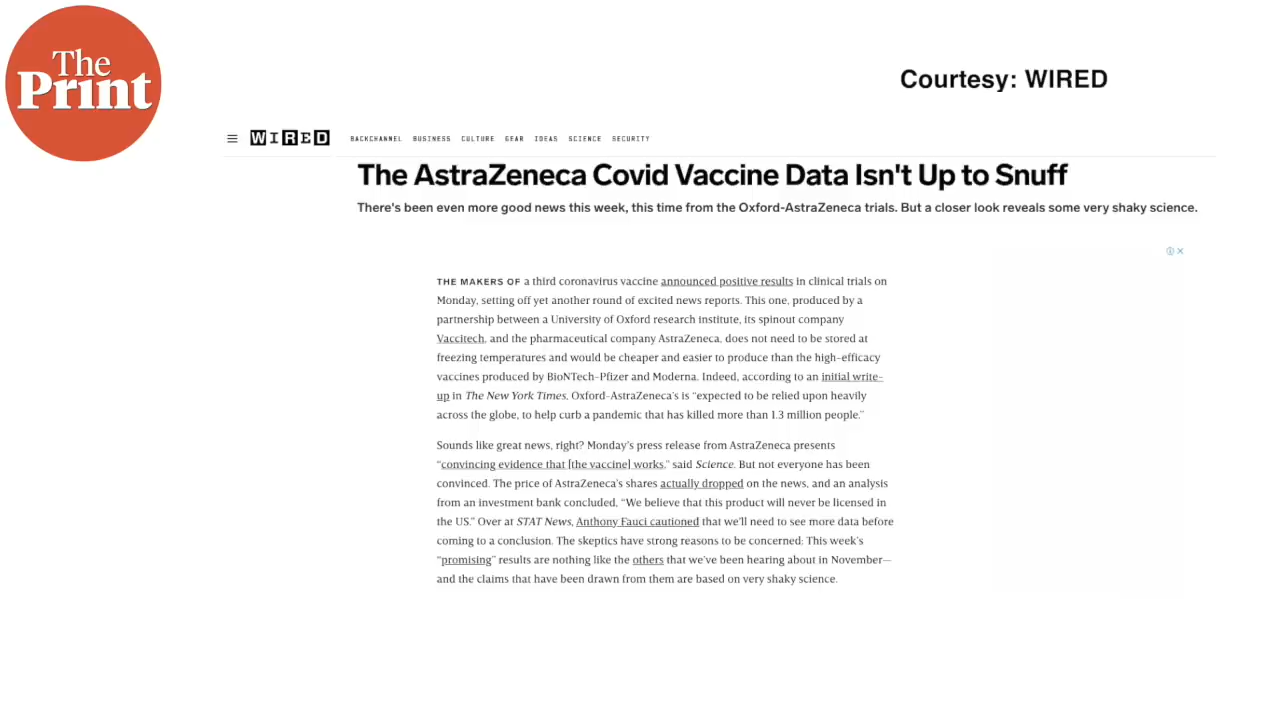 The
Print
Courtesy: WIRED
WIRED BACKCHANNEL BUSINESS CULTURE GEAR IDEAS SCIENCE SECURITY
The AstraZeneca Covid Vaccine Data Isn't Up to Snuff
There's been even more good news this week, this time from the Oxford-AstraZeneca trials. But a closer look reveals some very shaky science.
THE MAKERS OF a third coronavirus vaccine announced positive results in clinical trials on
Monday, setting off yet another round of excited news reports. This one, produced by a
partnership between a University of Oxford research institute, its spinout company
Vaccitech, and the pharmaceutical company AstraZeneca, does not need to be stored at
freezing temperatures and would be cheaper and easier to produce than the high-efficacy
vaccines produced by BioNTech-Pfizer and Moderna. Indeed, according to an initial write-
up in The New York Times, Oxford-AstraZeneca's is “expected to be relied upon heavily
across the globe, to help curb a pandemic that has killed more than 1.3 million people.”
Sounds like great news, right? Monday's press release from AstraZeneca presents
“convincing evidence that [the vaccine] works,” said Science. But not everyone has been
convinced. The price of AstraZeneca's shares actually dropped on the news, and an analysis
from an investment bank concluded, “We believe that this product will never be licensed in
the US.” Over at STAT News, Anthony Fauci cautioned that we'll need to see more data before
coming to a conclusion. The skeptics have strong reasons to be concerned: This week's
“promising” results are nothing like the others that we've been hearing about in November—
and the claims that have been drawn from them are based on very shaky science.